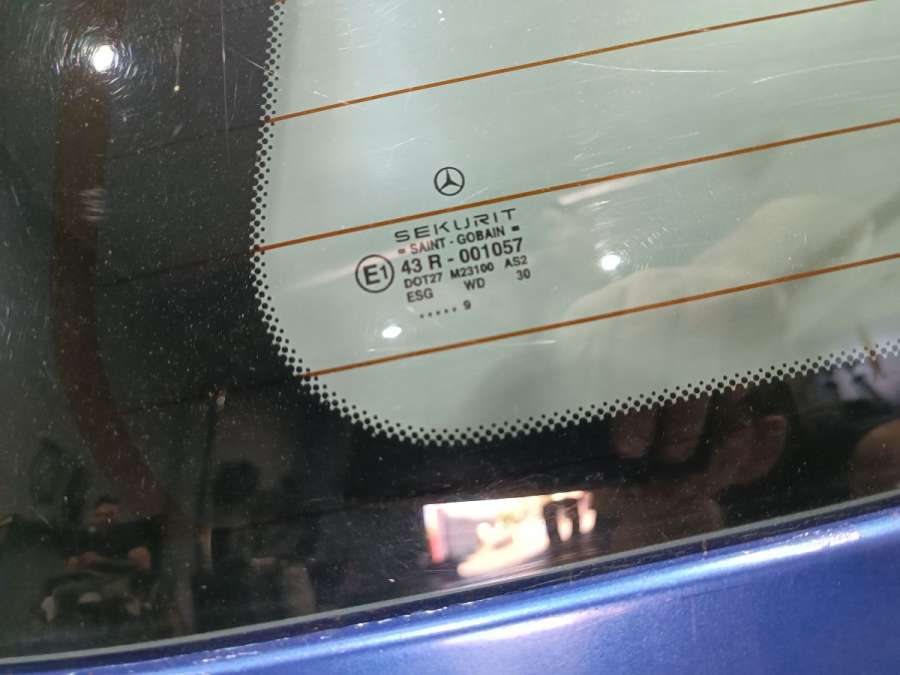 SEKURIT
SAINT - GOBAIN
E1 43 R - 001057
DOT27 M23100 AS2
ESG WD 30
..... 9